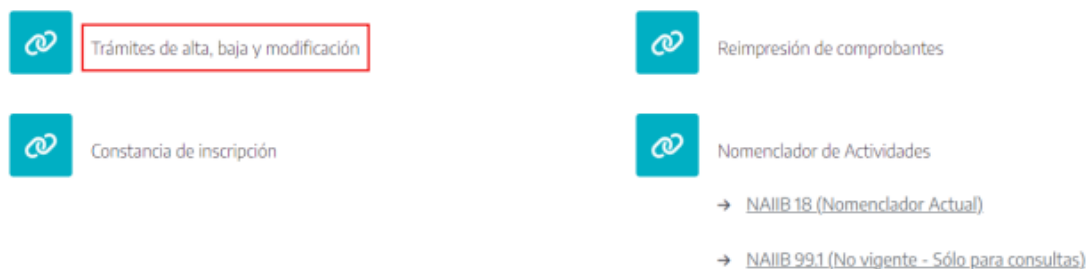 Trámites de alta, baja y modificación
Reimpresión de comprobantes
Constancia de inscripción
Nomenclador de Actividades
→ NAIIB 18 (Nomenclador Actual)
→ NAIIB 99.1 (No vigente - Sólo para consultas)